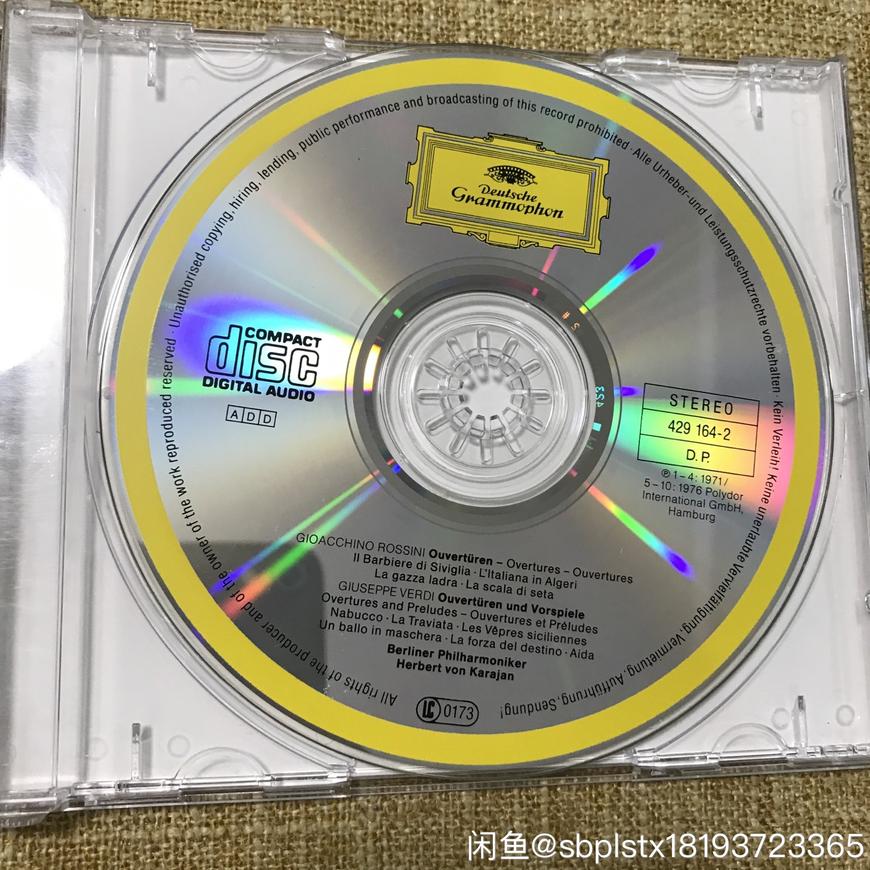 All rights of the producer and of the owner of the work reproduced reserved · Unauthorised copying, hiring, lending, public performance and broadcasting of this record prohibited · Alle Urheber- und Leistungsschutzrechte vorbehalten · Kein Verleih! Keine unerlaubte Vervielfältigung, Vermietung, Aufführung, Sendung!
Deutsche
Grammophon
COMPACT
disc
DIGITAL AUDIO
ADD
STEREO
429 164-2
D.P.
℗ 1–4: 1971/
5–10: 1976 Polydor
International GmbH,
Hamburg
GIOACCHINO ROSSINI Ouvertüren – Overtures – Ouvertures
Il Barbiere di Siviglia · L'Italiana in Algeri
La gazza ladra · La scala di seta
GIUSEPPE VERDI Ouvertüren und Vorspiele
Overtures and Preludes – Ouvertures et Préludes
Nabucco · La Traviata · Les Vêpres siciliennes
Un ballo in maschera · La forza del destino · Aida
Berliner Philharmoniker
Herbert von Karajan
LC 0173
闲鱼@sbplstx18193723365